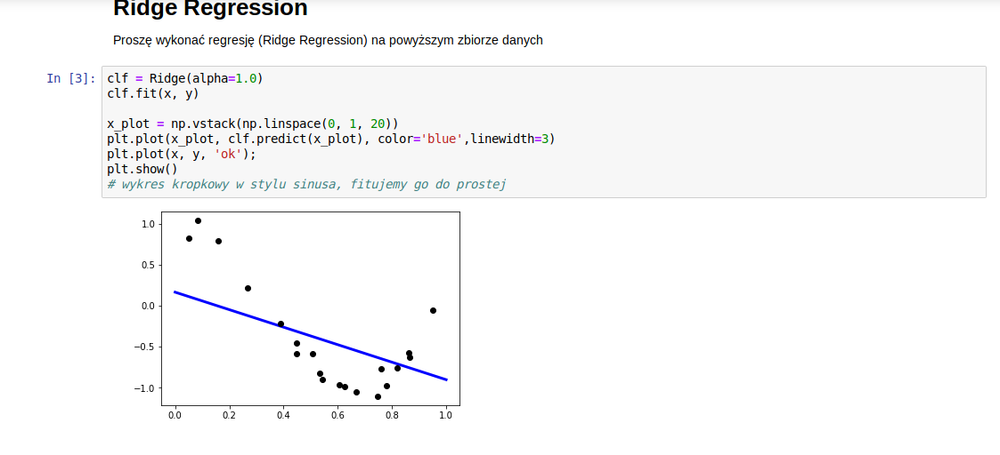 Ridge Regression
Proszę wykonać regresję (Ridge Regression) na powyższym zbiorze danych
In [3]: clf = Ridge(alpha=1.0)
clf.fit(x, y)
x_plot = np.vstack(np.linspace(0, 1, 20))
plt.plot(x_plot, clf.predict(x_plot), color='blue',linewidth=3)
plt.plot(x, y, 'ok');
plt.show()
# wykres kropkowy w stylu sinusa, fitujemy go do prostej
1.0
0.5
0.0
−0.5
−1.0
0.0 0.2 0.4 0.6 0.8 1.0